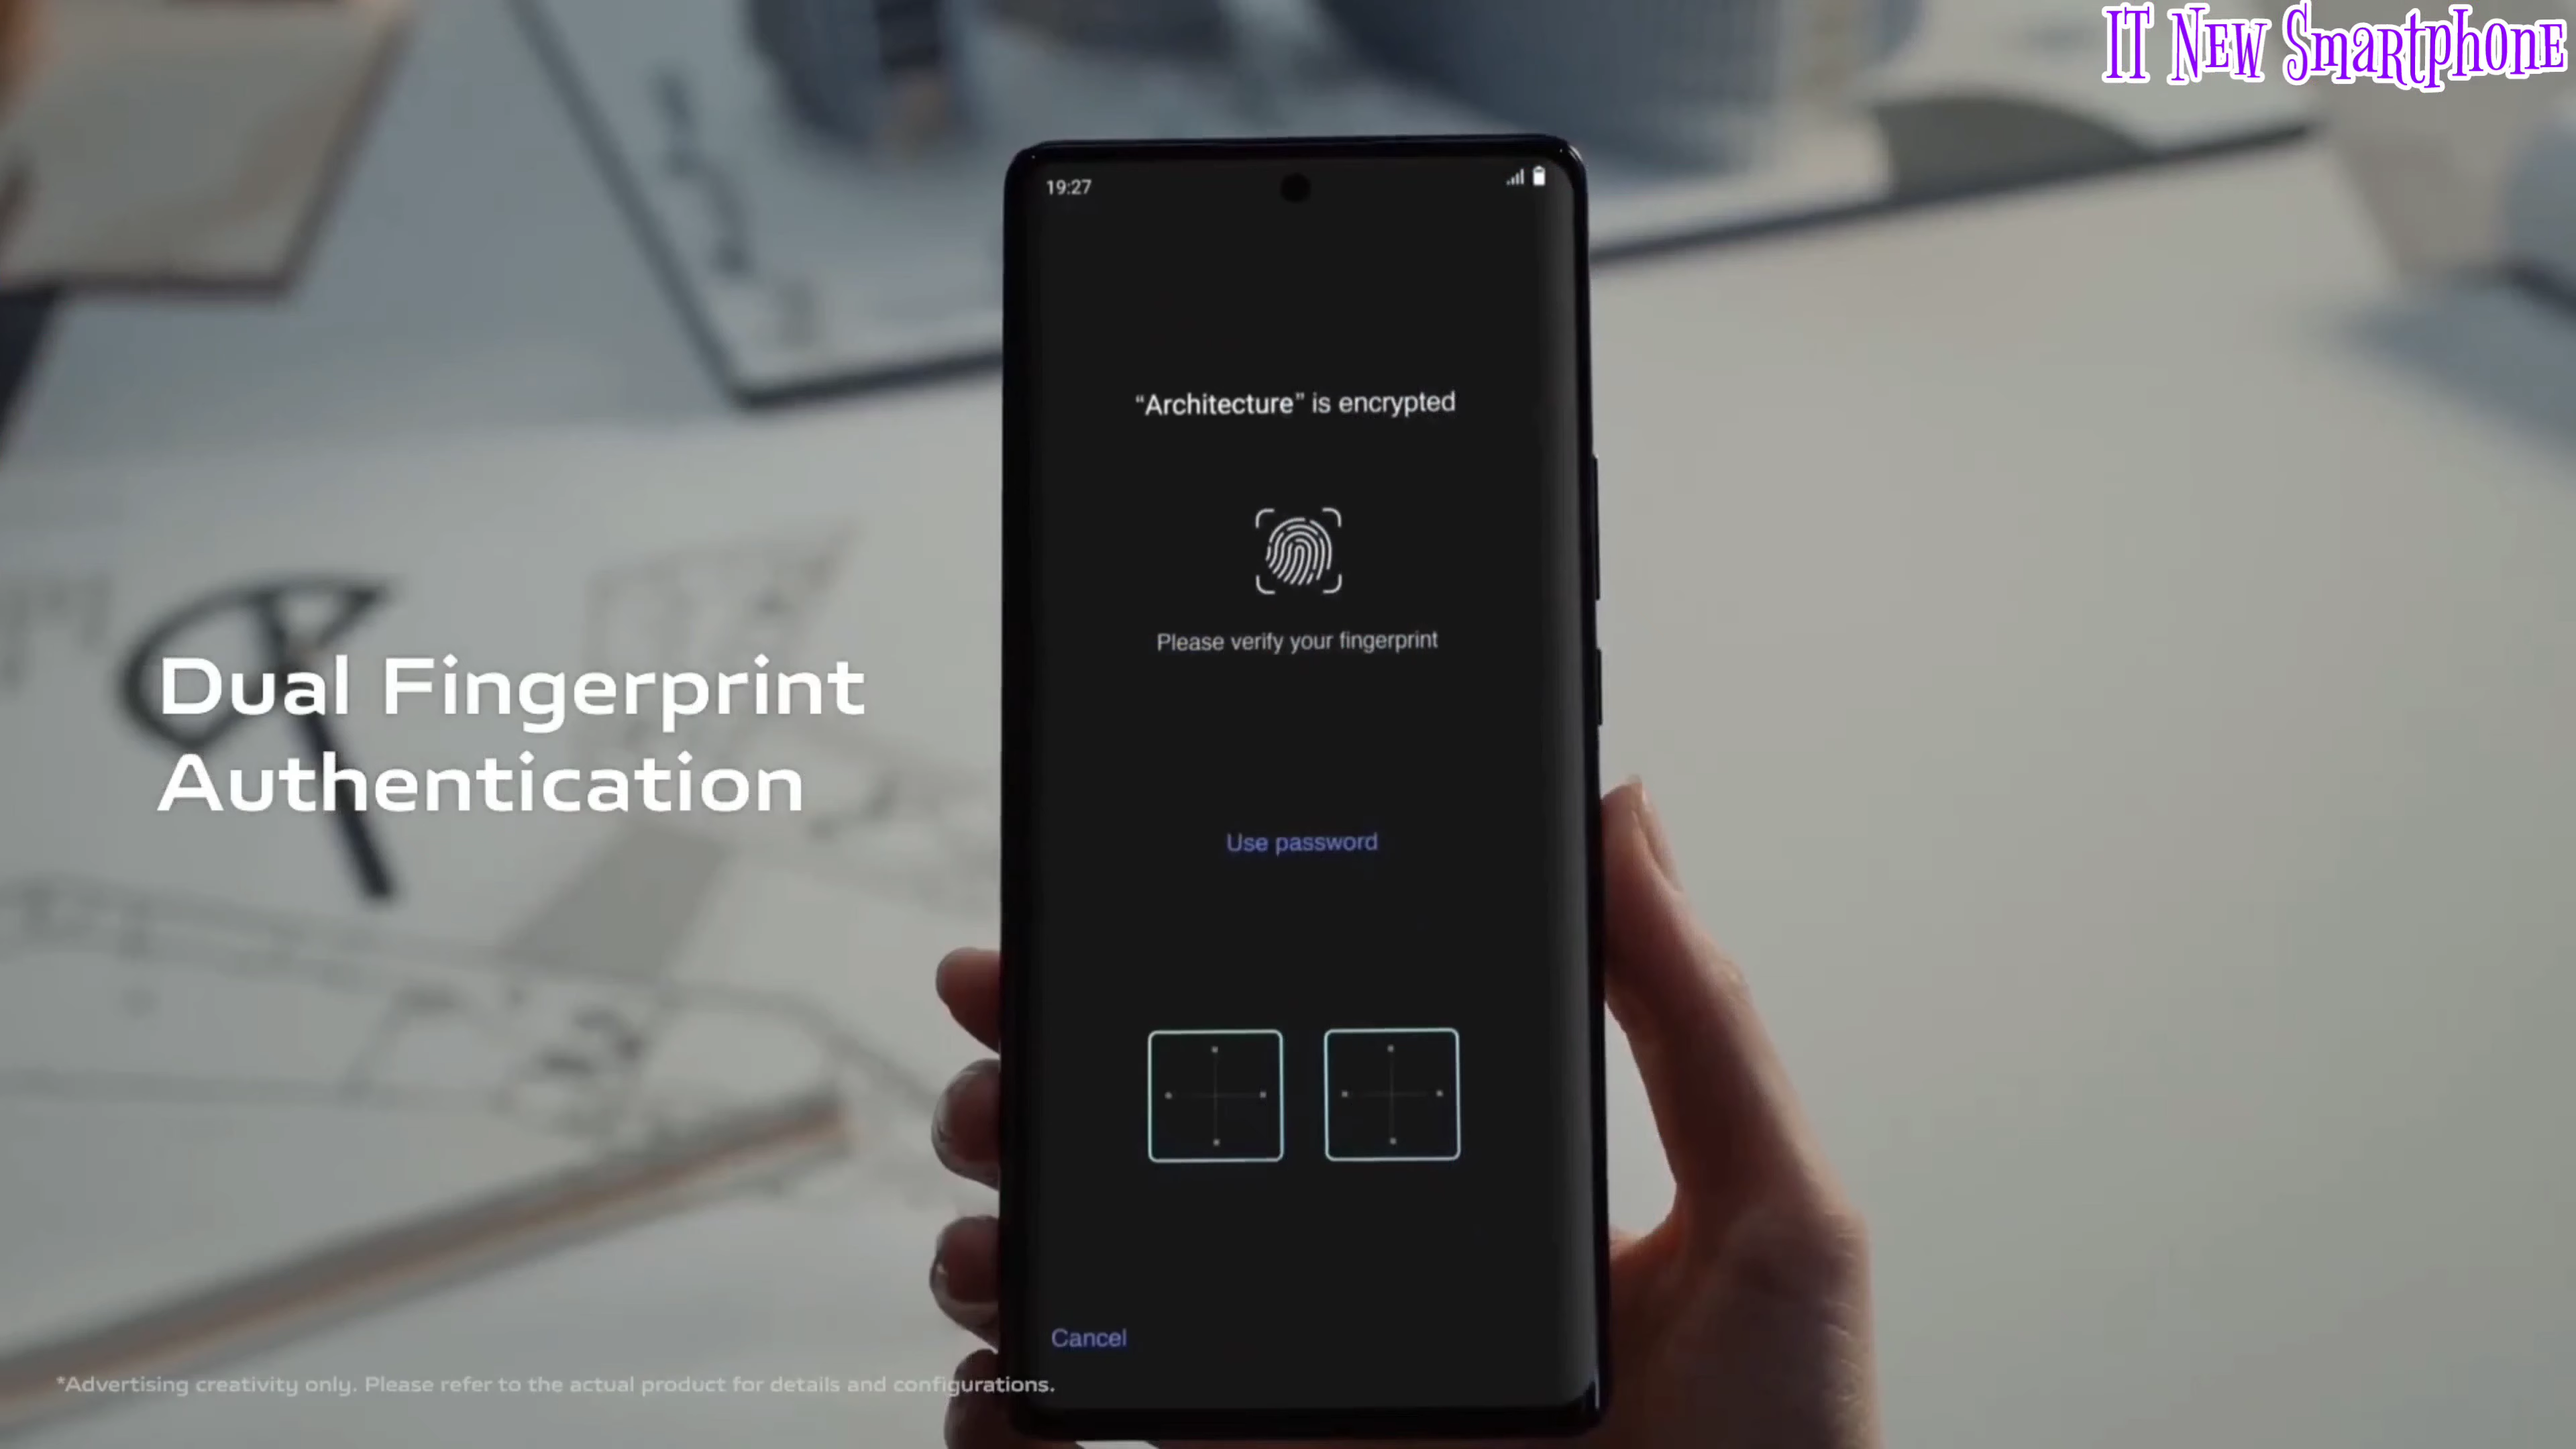 IT New Smartphone
19:27
“Architecture” is encrypted
Please verify your fingerprint
Dual Fingerprint
Authentication
Use password
Cancel
*Advertising creativity only. Please refer to the actual product for details and configurations.